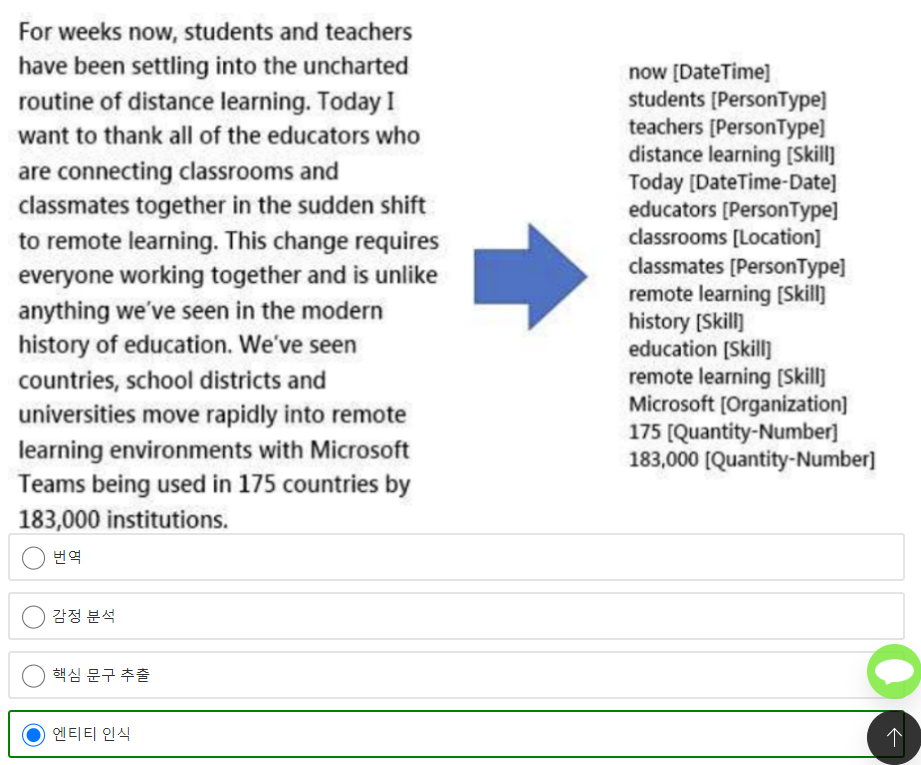 For weeks now, students and teachers
have been settling into the uncharted
routine of distance learning. Today I
want to thank all of the educators who
are connecting classrooms and
classmates together in the sudden shift
to remote learning. This change requires
everyone working together and is unlike
anything we’ve seen in the modern
history of education. We’ve seen
countries, school districts and
universities move rapidly into remote
learning environments with Microsoft
Teams being used in 175 countries by
183,000 institutions.
now [DateTime]
students [PersonType]
teachers [PersonType]
distance learning [Skill]
Today [DateTime-Date]
educators [PersonType]
classrooms [Location]
classmates [PersonType]
remote learning [Skill]
history [Skill]
education [Skill]
remote learning [Skill]
Microsoft [Organization]
175 [Quantity-Number]
183,000 [Quantity-Number]
번역
감정 분석
핵심 문구 추출
엔티티 인식